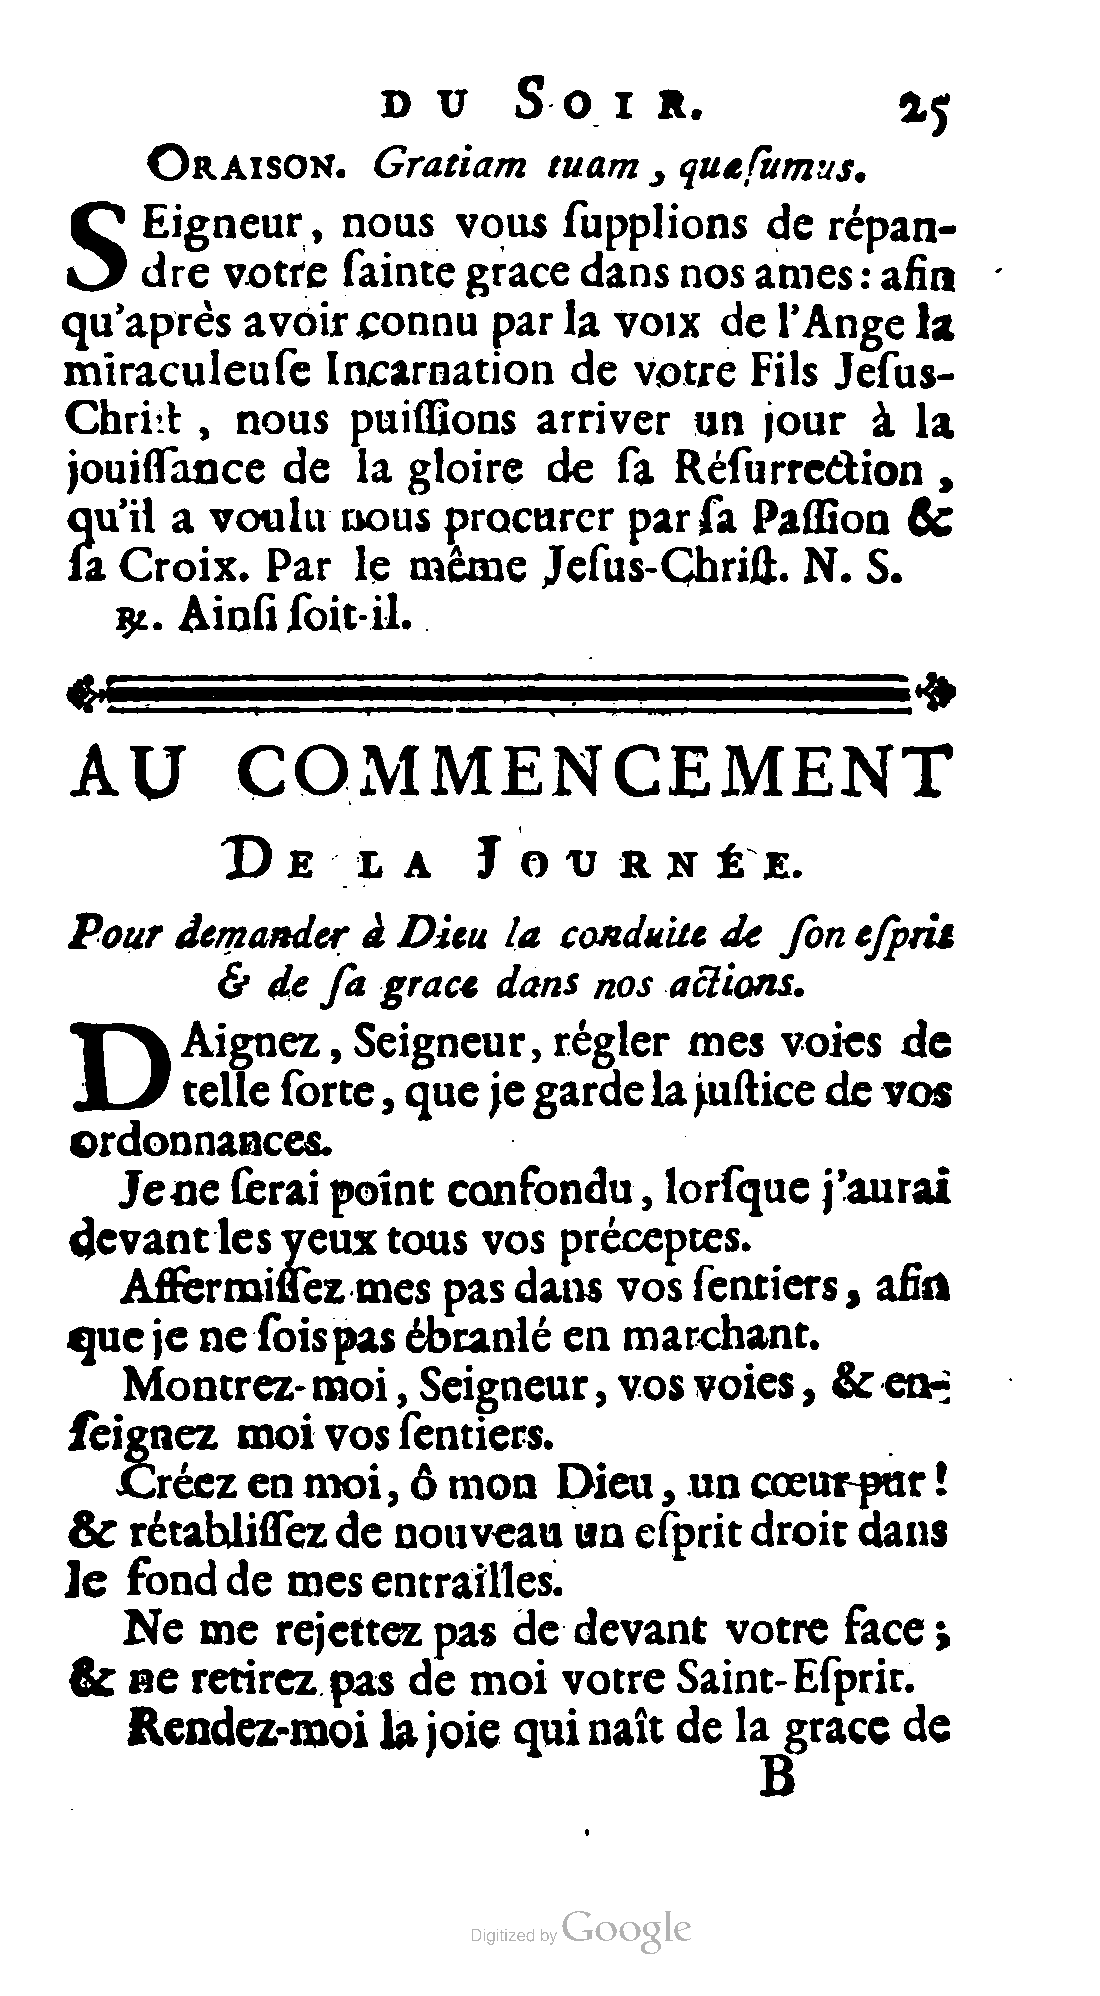 DU SOIR. 25
ORAISON. Gratiam tuam, quæſumus.
SEigneur, nous vous ſupplions de répan-
dre votre ſainte grace dans nos ames: afin
qu'après avoir connu par la voix de l'Ange la
miraculeuſe Incarnation de votre Fils Jeſus-
Chriſt, nous puiſſions arriver un jour à la
jouiſſance de la gloire de ſa Réſurrection,
qu'il a voulu nous procurer par ſa Paſſion &
ſa Croix. Par le même Jeſus-Chriſt. N. S.
℟. Ainſi ſoit-il.
AU COMMENCEMENT
DE LA JOURNÉE.
Pour demander à Dieu la conduite de ſon eſprit
& de ſa grace dans nos actions.
DAignez, Seigneur, régler mes voies de
telle ſorte, que je garde la juſtice de vos
ordonnances.
Je ne ſerai point confondu, lorſque j'aurai
devant les yeux tous vos préceptes.
Affermiſſez mes pas dans vos ſentiers, afin
que je ne ſois pas ébranlé en marchant.
Montrez-moi, Seigneur, vos voies, & en-
ſeignez moi vos ſentiers.
Créez en moi, ô mon Dieu, un cœur pur!
& rétabliſſez de nouveau un eſprit droit dans
le fond de mes entrailles.
Ne me rejettez pas de devant votre face;
& ne retirez pas de moi votre Saint-Eſprit.
Rendez-moi la joie qui naît de la grace de
B
Digitized by Google